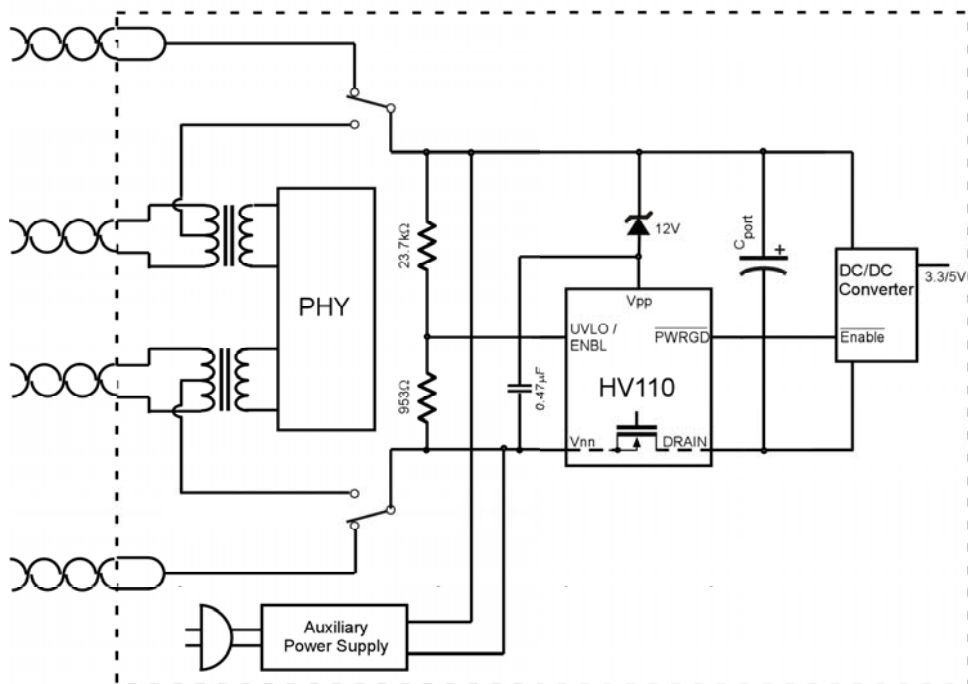 23.7kΩ
12V
C port
+
DC/DC
Converter
3.3/5V
Vpp
PHY
UVLO /
ENBL
PWRGD
Enable
953Ω
0.47µF
HV110
Vnn
DRAIN
Auxiliary
Power Supply